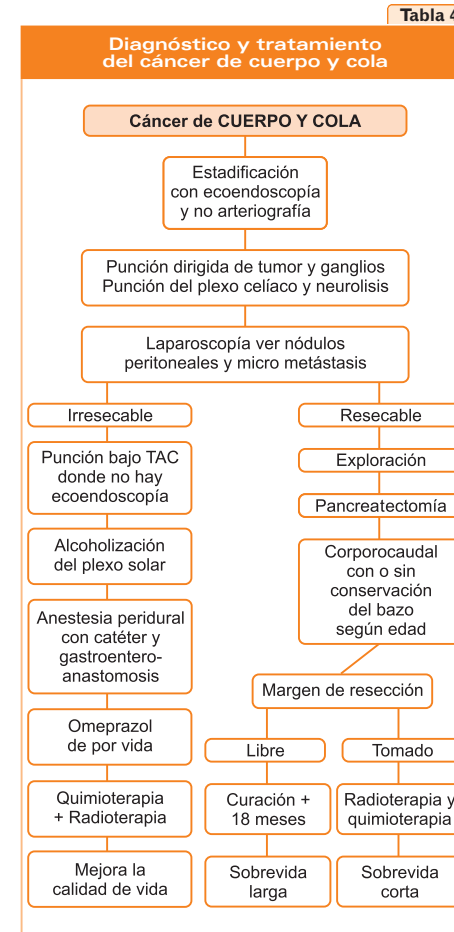 Tabla 4
Diagnóstico y tratamiento
del cáncer de cuerpo y cola
Cáncer de CUERPO Y COLA
Estadificación
con ecoendoscopía
y no arteriografía
Punción dirigida de tumor y ganglios
Punción del plexo celíaco y neurolisis
Laparoscopía ver nódulos
peritoneales y micro metástasis
Irresecable
Punción bajo TAC
donde no hay
ecoendoscopía
Alcoholización
del plexo solar
Anestesia peridural
con catéter y
gastroentero-
anastomosis
Omeprazol
de por vida
Quimioterapia
+ Radioterapia
Mejora la
calidad de vida
Resecable
Exploración
Pancreatectomía
Corporocaudal
con o sin
conservación
del bazo
según edad
Margen de resección
Libre
Curación +
18 meses
Sobrevida
larga
Tomado
Radioterapia y
quimioterapia
Sobrevida
corta